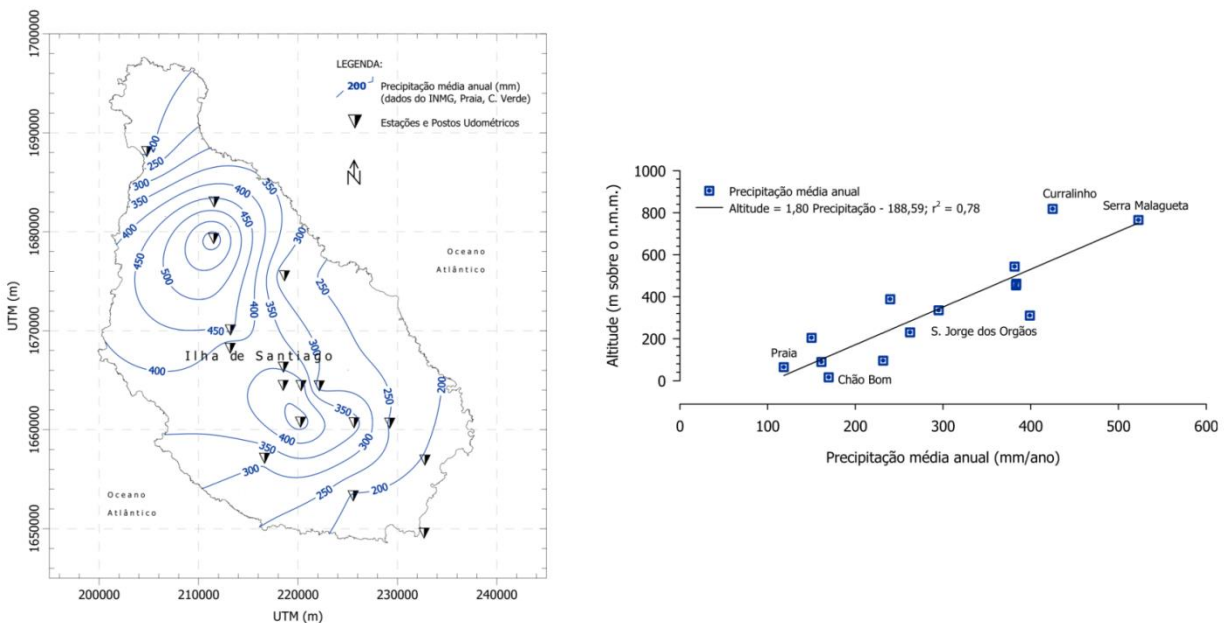 1700000
1690000
1680000
1670000
1660000
1650000
UTM (m)
200000
210000
220000
230000
240000
UTM (m)
LEGENDA:
200
Precipitação média anual (mm)
(dados do INMG, Praia, C. Verde)
Estações e Postos Udométricos
N
200
250
300
350
400
350
400
450
300
250
500
400
450
350
400
300
200
250
350
400
350
300
300
250
200
Oceano
Atlântico
Ilha de Santiago
Oceano
Atlântico
1000
800
600
400
200
0
Altitude (m sobre o n.m.m.)
Precipitação média anual
Altitude = 1,80 Precipitação - 188,59; r² = 0,78
Curralinho
Serra Malagueta
S. Jorge dos Orgãos
Praia
Chão Bom
0
100
200
300
400
500
600
Precipitação média anual (mm/ano)